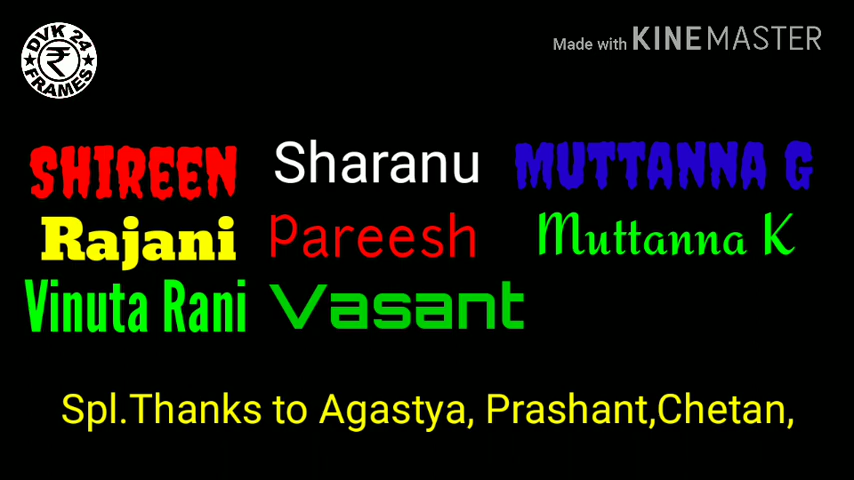 DVK 24
FRAMES
Made with KINEMASTER
SHIREEN Sharanu MUTTANNA G
Rajani Pareesh Muttanna K
Vinuta Rani Vasant
Spl.Thanks to Agastya, Prashant,Chetan,